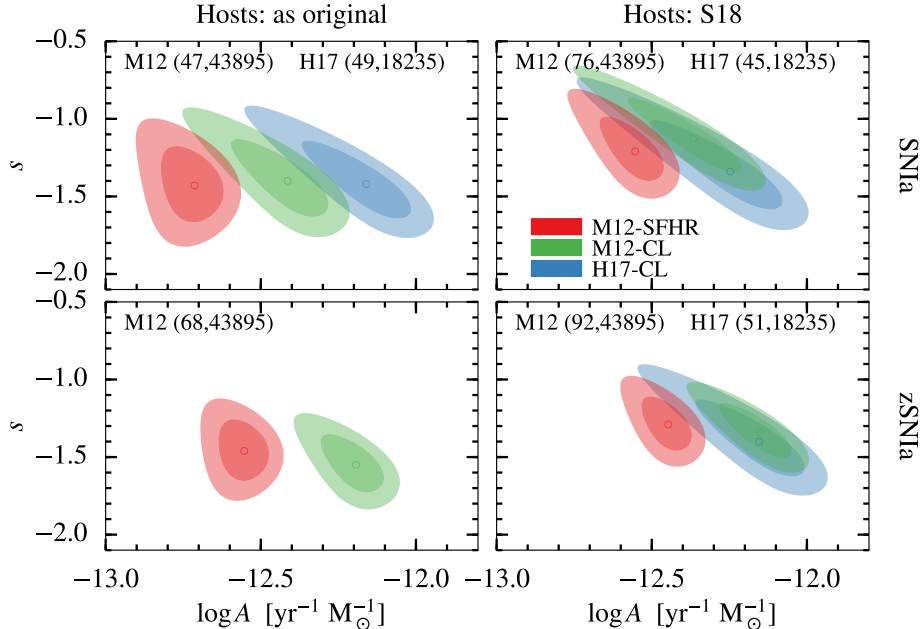 Hosts: as original
Hosts: S18
−0.5
M12 (47,43895) H17 (49,18235)
M12 (76,43895) H17 (45,18235)
−1.0
s
−1.5
−2.0
SNIa
M12-SFHR
M12-CL
H17-CL
−0.5
M12 (68,43895)
M12 (92,43895) H17 (51,18235)
−1.0
s
−1.5
−2.0
zSNIa
−13.0 −12.5 −12.0
−13.0 −12.5 −12.0
log A [yr⁻¹ M⊙⁻¹]
log A [yr⁻¹ M⊙⁻¹]